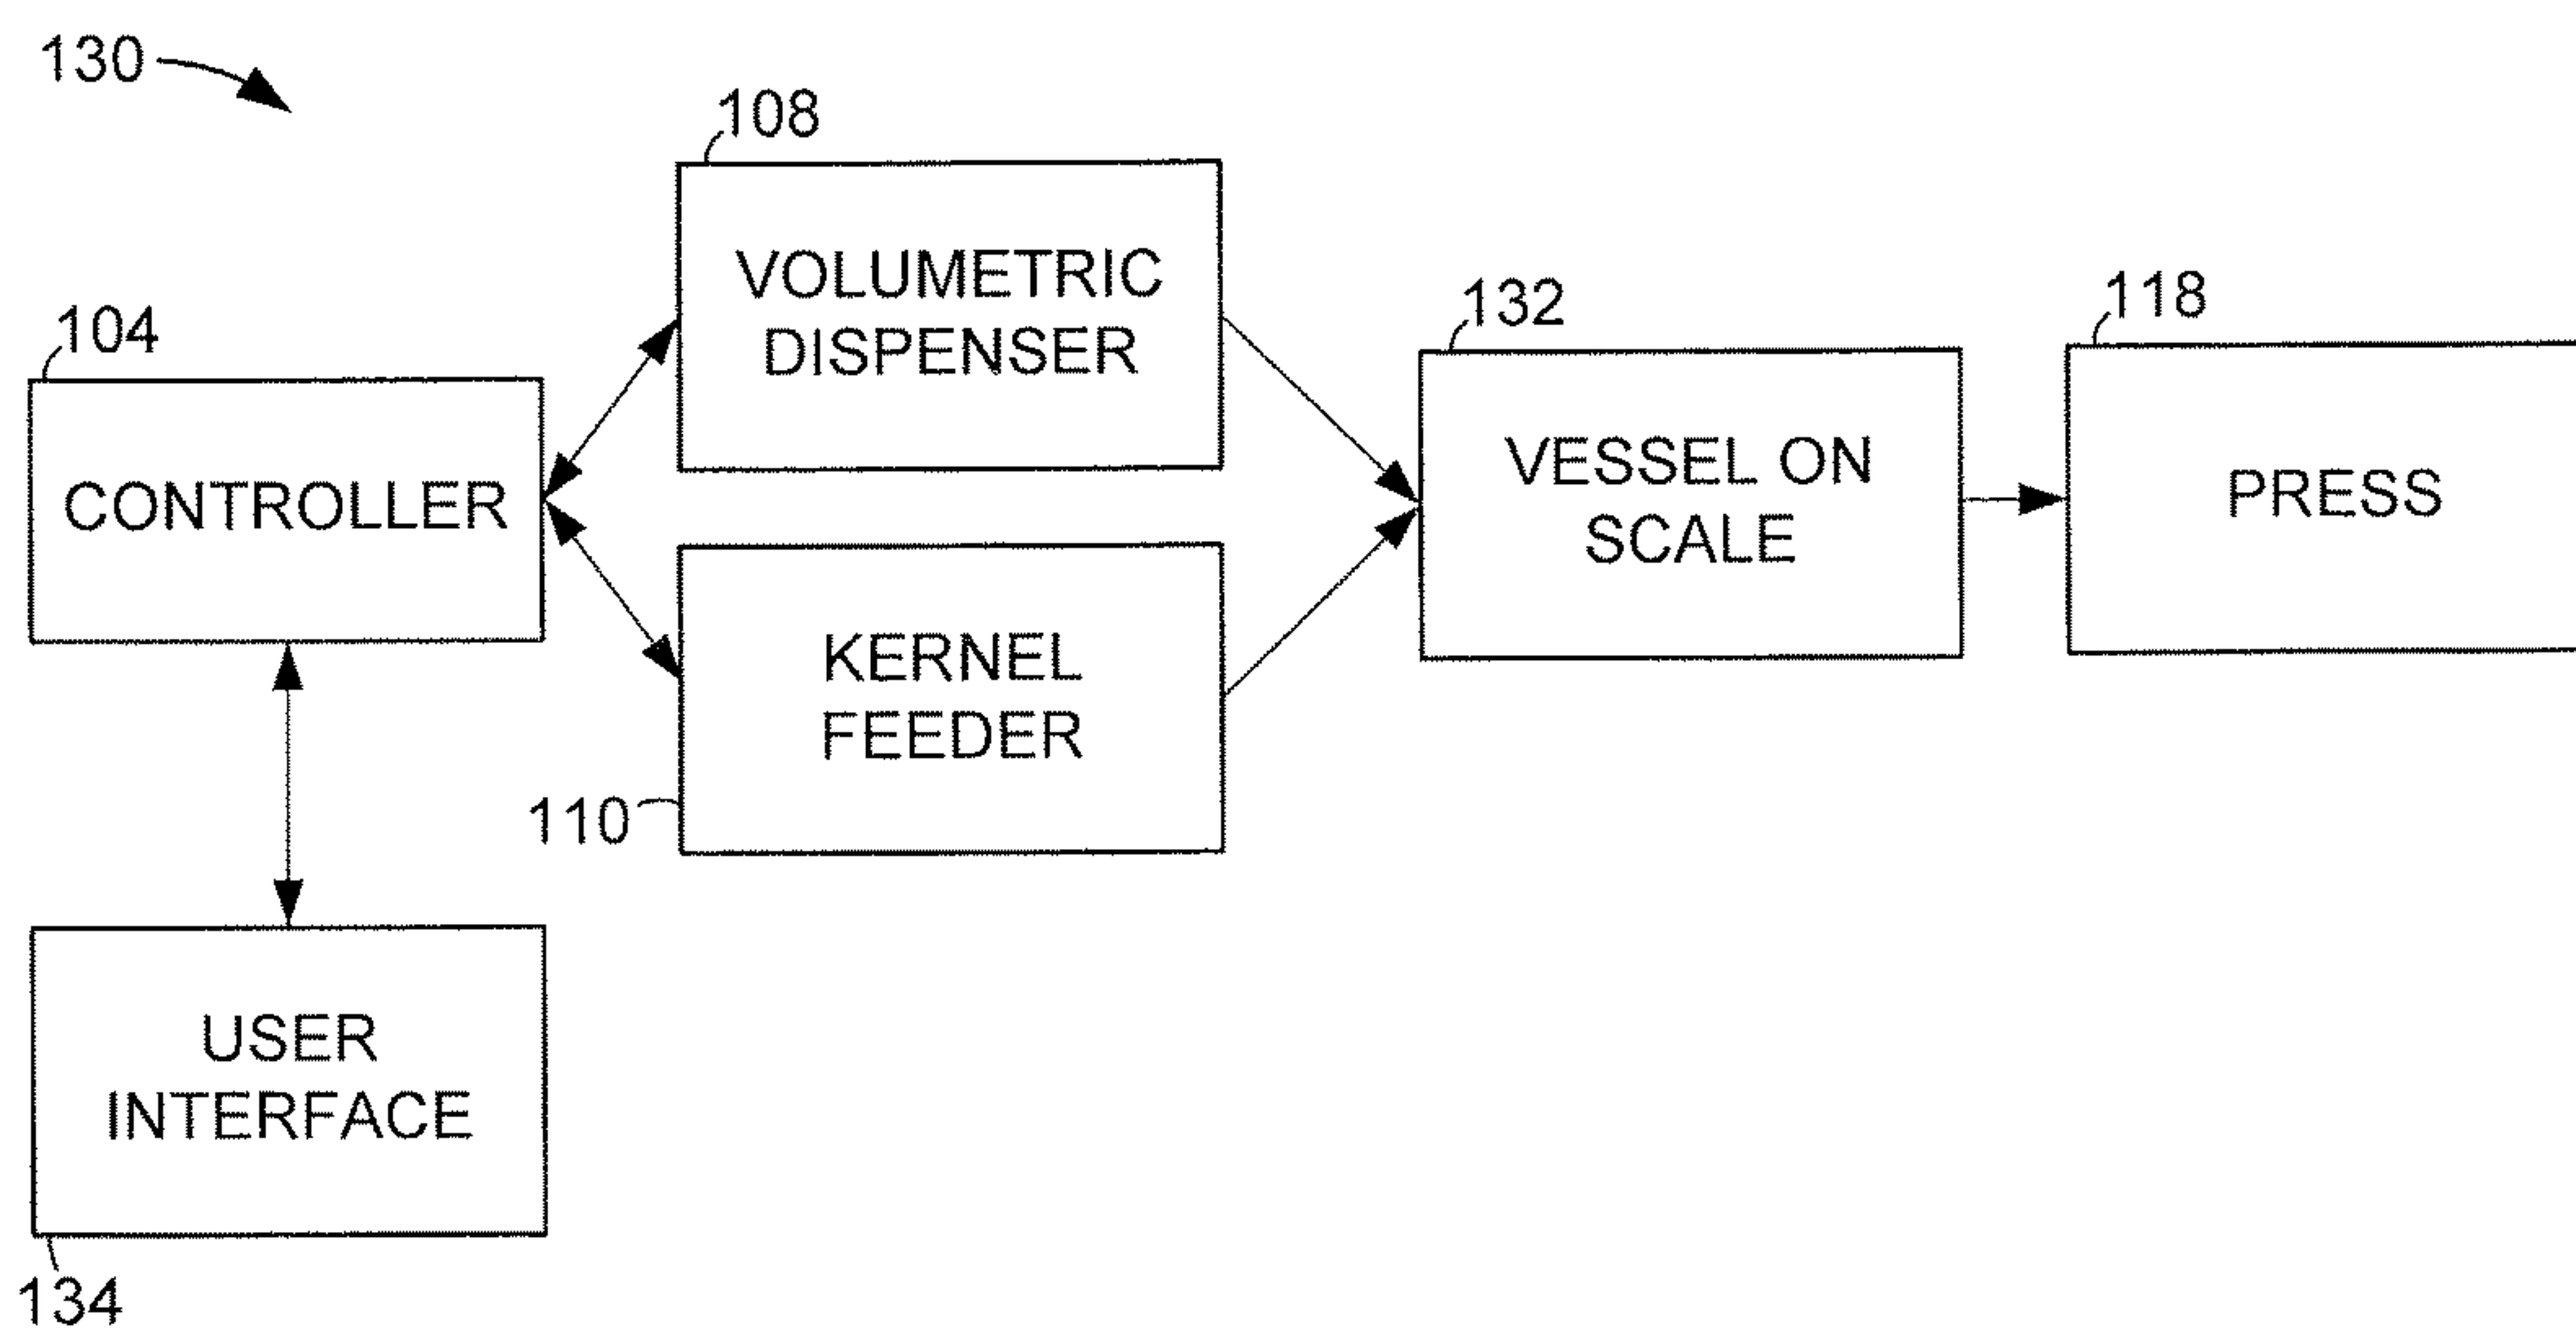 130
108
VOLUMETRIC
DISPENSER
104
CONTROLLER
132
VESSEL ON
SCALE
118
PRESS
KERNEL
FEEDER
110
USER
INTERFACE
134